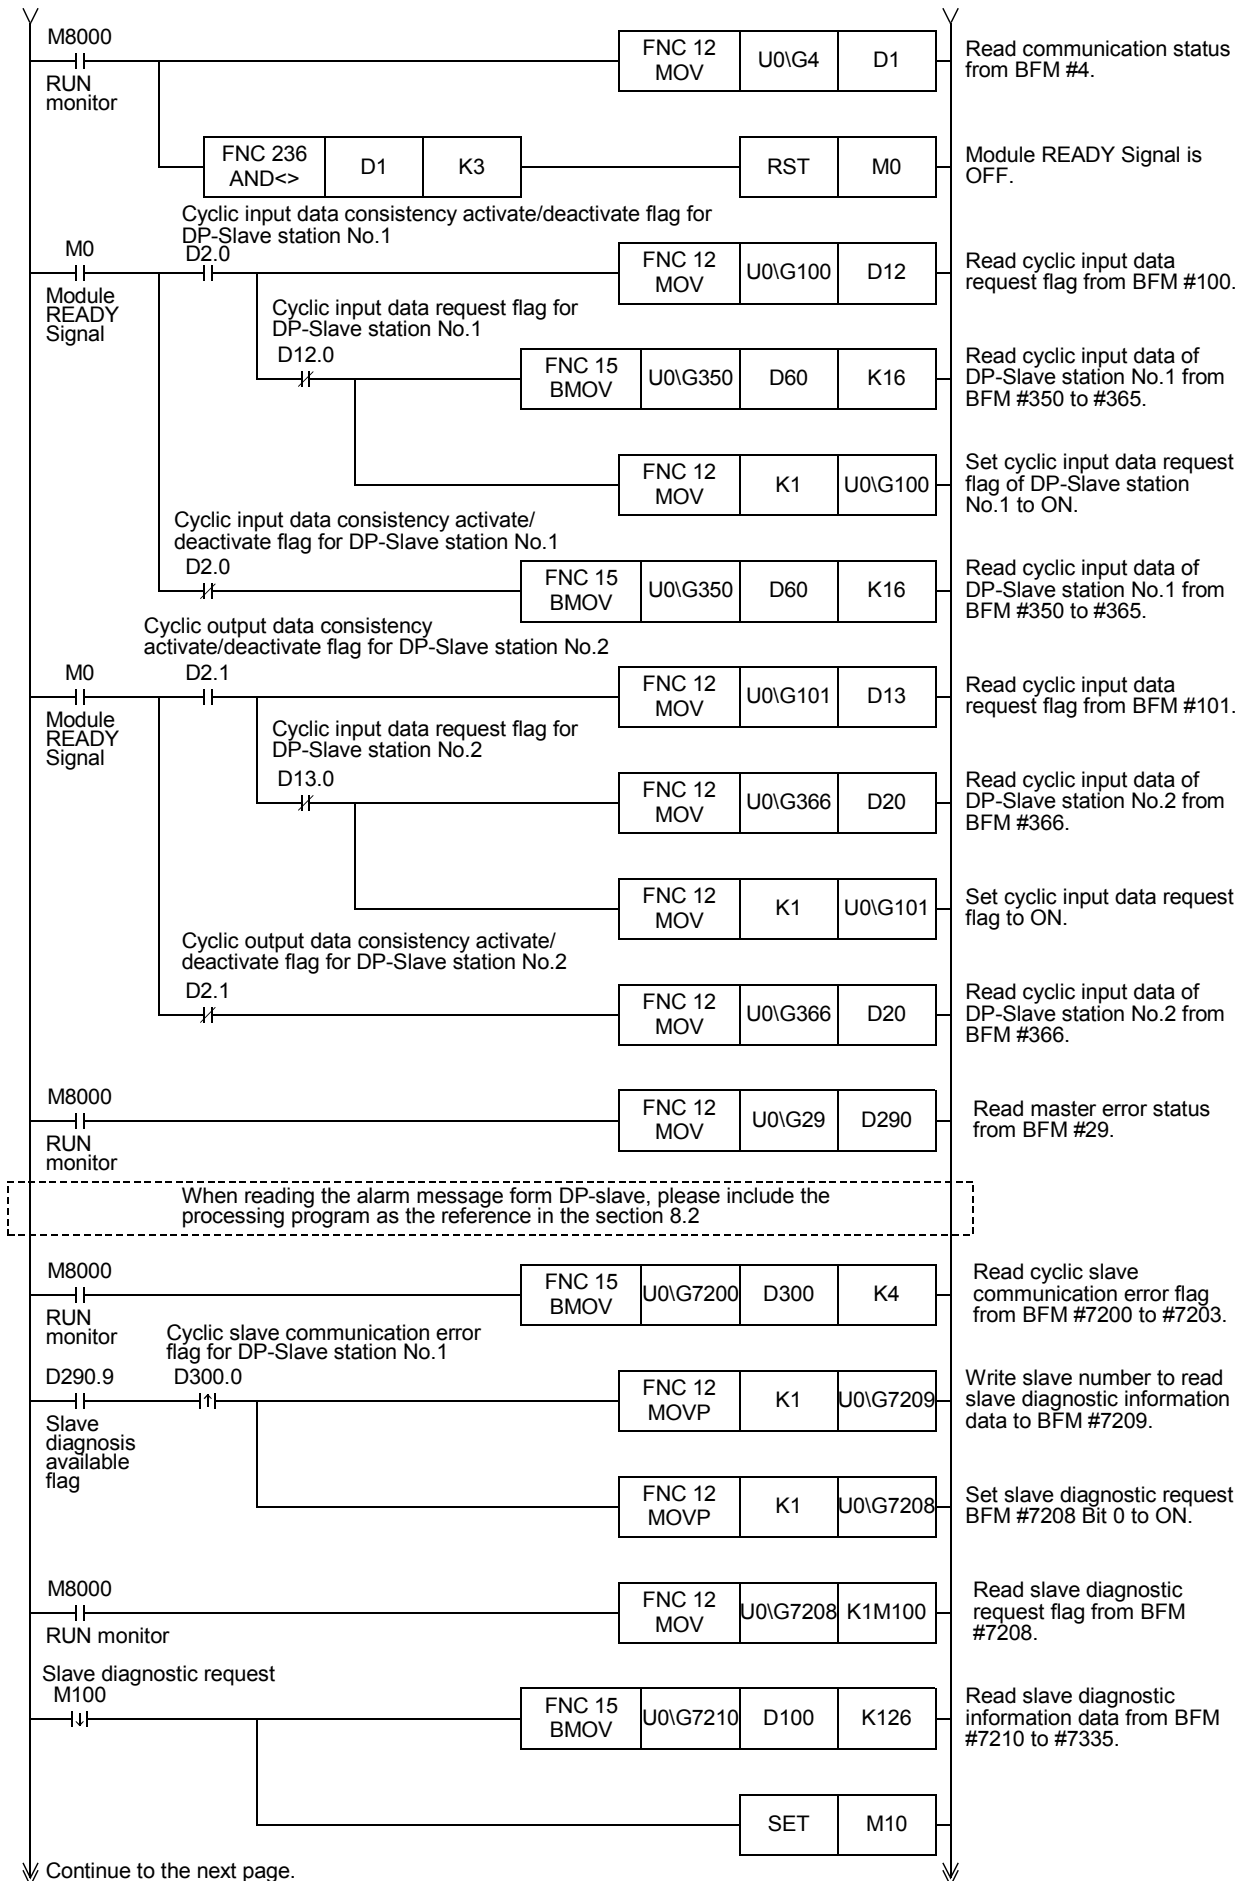 M8000
RUN
monitor
FNC 12
MOV
U0\G4
D1
Read communication status
from BFM #4.
FNC 236
AND<>
D1
K3
RST
M0
Module READY Signal is
OFF.
Cyclic input data consistency activate/deactivate flag for
DP-Slave station No.1
M0
Module
READY
Signal
D2.0
FNC 12
MOV
U0\G100
D12
Read cyclic input data
request flag from BFM #100.
Cyclic input data request flag for
DP-Slave station No.1
D12.0
FNC 15
BMOV
U0\G350
D60
K16
Read cyclic input data of
DP-Slave station No.1 from
BFM #350 to #365.
FNC 12
MOV
K1
U0\G100
Set cyclic input data request
flag of DP-Slave station
No.1 to ON.
Cyclic input data consistency activate/
deactivate flag for DP-Slave station No.1
D2.0
FNC 15
BMOV
U0\G350
D60
K16
Read cyclic input data of
DP-Slave station No.1 from
BFM #350 to #365.
Cyclic output data consistency
activate/deactivate flag for DP-Slave station No.2
M0
Module
READY
Signal
D2.1
FNC 12
MOV
U0\G101
D13
Read cyclic input data
request flag from BFM #101.
Cyclic input data request flag for
DP-Slave station No.2
D13.0
FNC 12
MOV
U0\G366
D20
Read cyclic input data of
DP-Slave station No.2 from
BFM #366.
FNC 12
MOV
K1
U0\G101
Set cyclic input data request
flag to ON.
Cyclic output data consistency activate/
deactivate flag for DP-Slave station No.2
D2.1
FNC 12
MOV
U0\G366
D20
Read cyclic input data of
DP-Slave station No.2 from
BFM #366.
M8000
RUN
monitor
FNC 12
MOV
U0\G29
D290
Read master error status
from BFM #29.
When reading the alarm message form DP-slave, please include the
processing program as the reference in the section 8.2
M8000
RUN
monitor
FNC 15
BMOV
U0\G7200
D300
K4
Read cyclic slave
communication error flag
from BFM #7200 to #7203.
Cyclic slave communication error
flag for DP-Slave station No.1
D290.9
Slave
diagnosis
available
flag
D300.0
FNC 12
MOVP
K1
U0\G7209
Write slave number to read
slave diagnostic information
data to BFM #7209.
FNC 12
MOVP
K1
U0\G7208
Set slave diagnostic request
BFM #7208 Bit 0 to ON.
M8000
RUN monitor
FNC 12
MOV
U0\G7208
K1M100
Read slave diagnostic
request flag from BFM
#7208.
Slave diagnostic request
M100
FNC 15
BMOV
U0\G7210
D100
K126
Read slave diagnostic
information data from BFM
#7210 to #7335.
SET
M10
Continue to the next page.